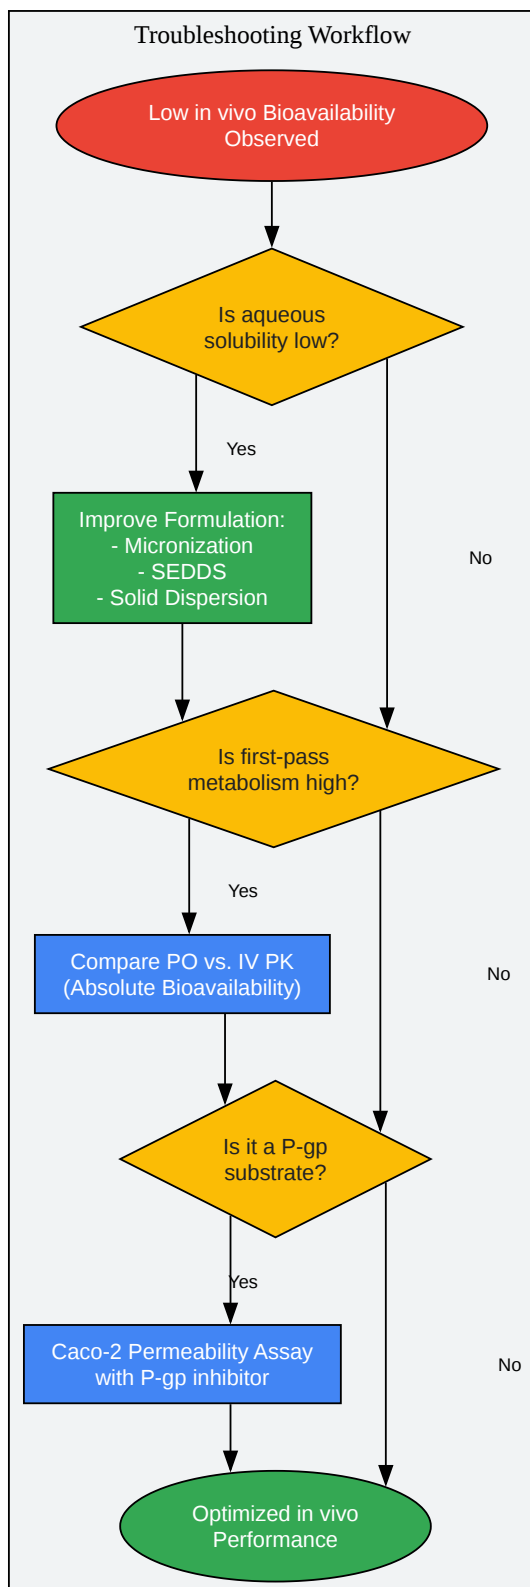 Troubleshooting Workflow
Low in vivo Bioavailability
Observed
Is aqueous
solubility low?
Yes
Improve Formulation:
- Micronization
- SEDDS
- Solid Dispersion
No
Is first-pass
metabolism high?
Yes
Compare PO vs. IV PK
(Absolute Bioavailability)
No
Is it a P-gp
substrate?
Yes
Caco-2 Permeability Assay
with P-gp inhibitor
No
Optimized in vivo
Performance